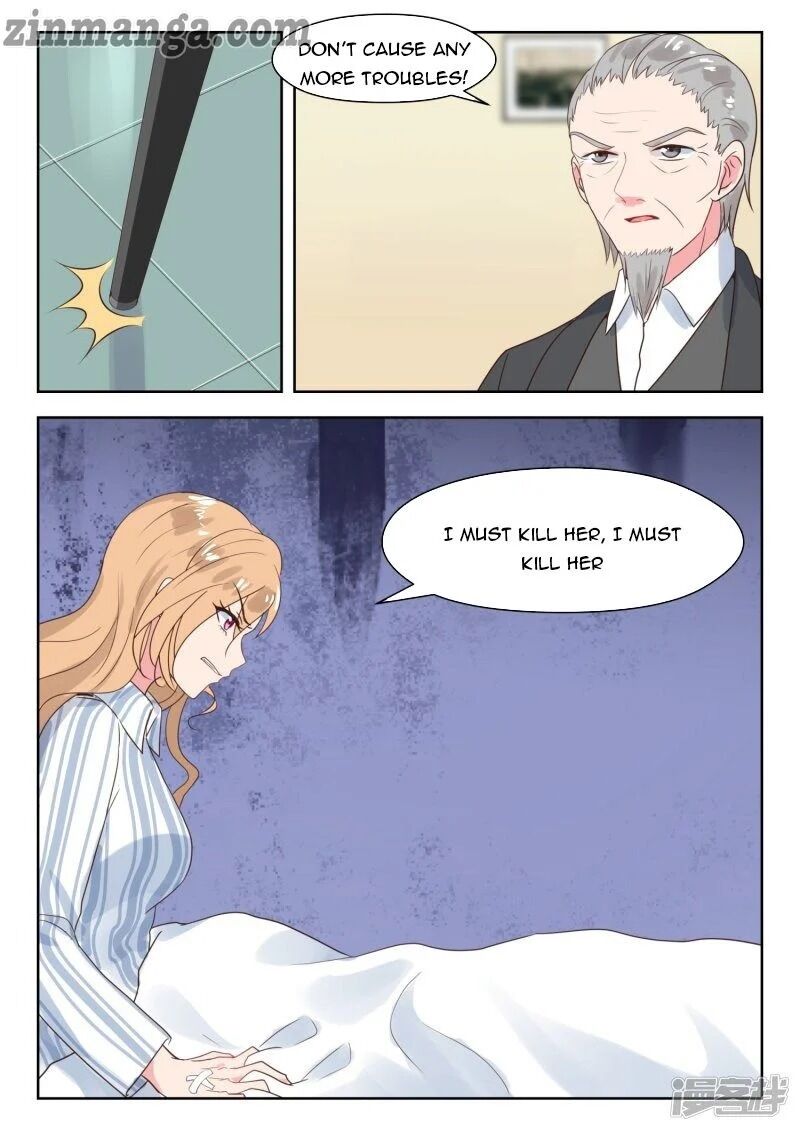 zinmanga.com
DON'T CAUSE ANY
MORE TROUBLES!
I MUST KILL HER, I MUST
KILL HER
漫客栈